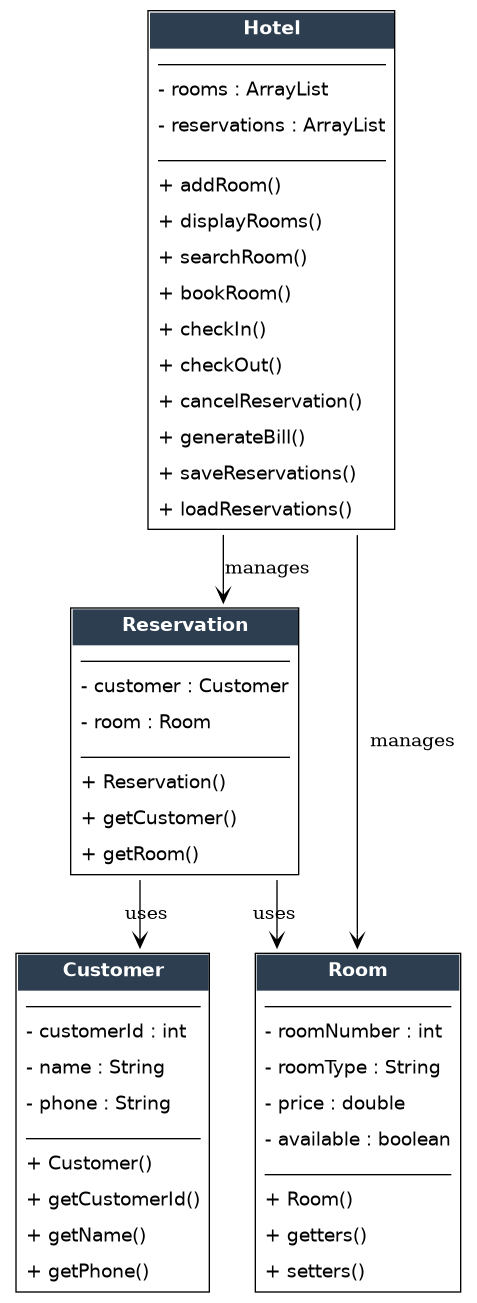 Hotel
- rooms : ArrayList
- reservations : ArrayList
+ addRoom()
+ displayRooms()
+ searchRoom()
+ bookRoom()
+ checkIn()
+ checkOut()
+ cancelReservation()
+ generateBill()
+ saveReservations()
+ loadReservations()
manages
Reservation
- customer : Customer
- room : Room
+ Reservation()
+ getCustomer()
+ getRoom()
manages
uses
uses
Customer
- customerId : int
- name : String
- phone : String
+ Customer()
+ getCustomerId()
+ getName()
+ getPhone()
Room
- roomNumber : int
- roomType : String
- price : double
- available : boolean
+ Room()
+ getters()
+ setters()